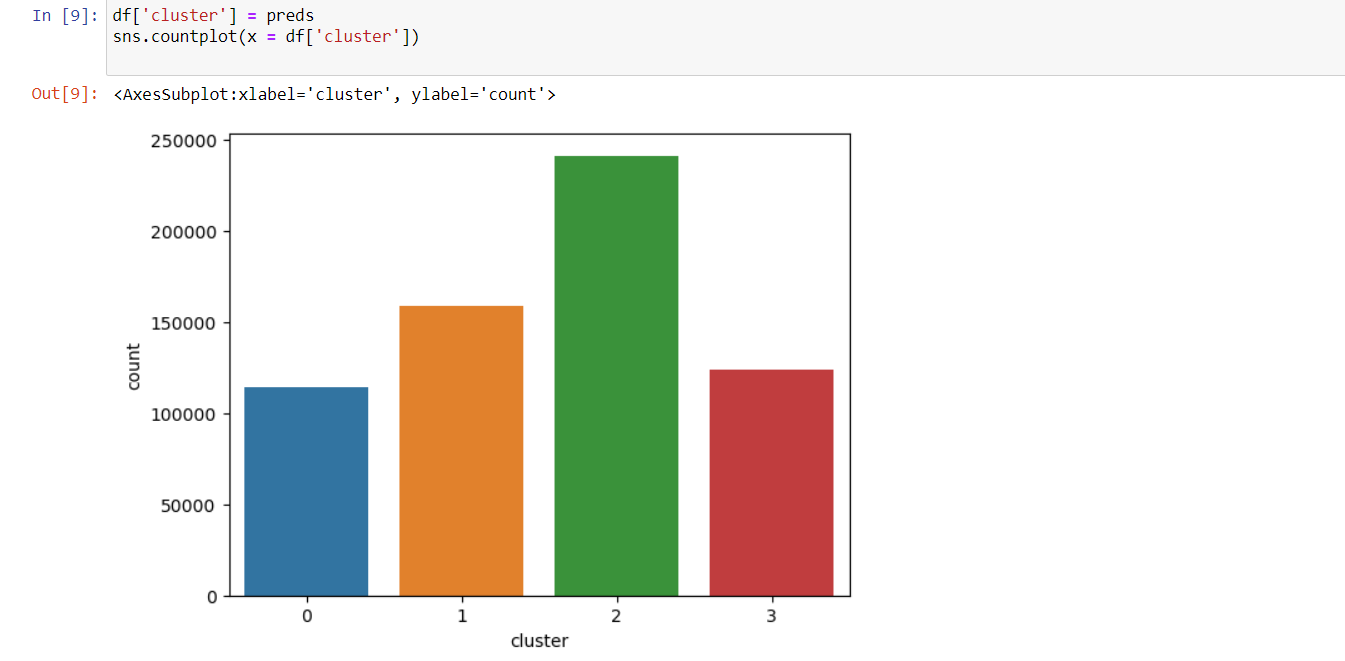 In [9]: df['cluster'] = preds
sns.countplot(x = df['cluster'])
Out[9]: <AxesSubplot:xlabel='cluster', ylabel='count'>
250000
200000
150000
100000
50000
0
count
0 1 2 3
cluster